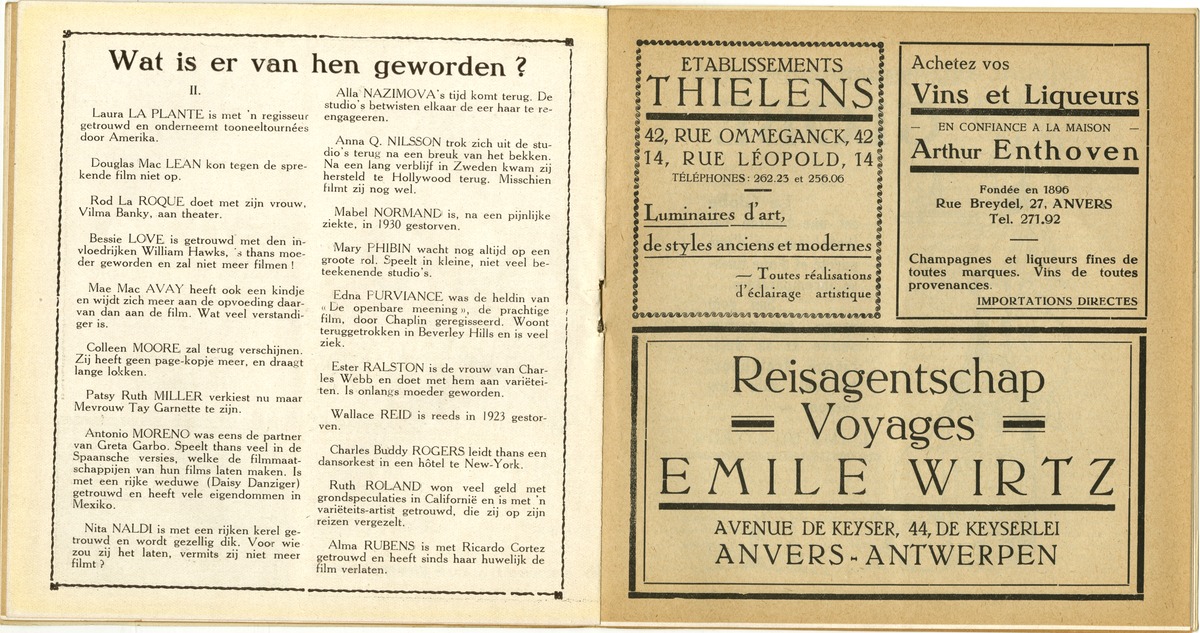 Wat is er van hen geworden ?
II.
Laura LA PLANTE is met 'n regisseur
getrouwd en onderneemt tooneeltournées
door Amerika.
Douglas Mac LEAN kon tegen de spre-
kende film niet op.
Rod La ROQUE doet met zijn vrouw,
Vilma Banky, aan theater.
Bessie LOVE is getrouwd met den in-
vloedrijken William Hawks, 's thans moe-
der geworden en zal niet meer filmen !
Mae Mac AVAY heeft ook een kindje
en wijdt zich meer aan de opvoeding daar-
van dan aan de film. Wat veel verstandi-
ger is.
Colleen MOORE zal terug verschijnen.
Zij heeft geen page-kopje meer, en draagt
lange lokken.
Patsy Ruth MILLER verkiest nu maar
Mevrouw Tay Garnette te zijn.
Antonio MORENO was eens de partner
van Greta Garbo. Speelt thans veel in de
Spaansche versies, welke de filmmaat-
schappijen van hun films laten maken. Is
met een rijke weduwe (Daisy Danziger)
getrouwd en heeft vele eigendommen in
Mexiko.
Nita NALDI is met een rijken kerel ge-
trouwd en wordt gezellig dik. Voor wie
zou zij het laten, vermits zij niet meer
filmt ?
Alla NAZIMOVA's tijd komt terug. De
studio's betwisten elkaar de eer haar te re-
engageeren.
Anna Q. NILSSON trok zich uit de stu-
dio's terug na een breuk van het bekken.
Na een lang verblijf in Zweden kwam zij
hersteld te Hollywood terug. Misschien
filmt zij nog wel.
Mabel NORMAND is, na een pijnlijke
ziekte, in 1930 gestorven.
Mary PHIBIN wacht nog altijd op een
groote rol. Speelt in kleine, niet veel be-
teekenende studio's.
Edna PURVIANCE was de heldin van
« De openbare meening », de prachtige
film, door Chaplin geregisseerd. Woont
teruggetrokken in Beverley Hills en is veel
ziek.
Ester RALSTON is de vrouw van Char-
les Webb en doet met hem aan variëtei-
ten. Is onlangs moeder geworden.
Wallace REID is reeds in 1923 gestor-
ven.
Charles Buddy ROGERS leidt thans een
dansorkest in een hôtel te New-York.
Ruth ROLAND won veel geld met
grondspeculaties in Californië en is met 'n
variëteits-artist getrouwd, die zij op zijn
reizen vergezelt.
Alma RUBENS is met Ricardo Cortez
getrouwd en heeft sinds haar huwelijk de
film verlaten.
ETABLISSEMENTS
THIELENS
42, RUE OMMEGANCK, 42
14, RUE LÉOPOLD, 14
TÉLÉPHONES: 262.23 et 256.06
Luminaires d'art,
de styles anciens et modernes
— Toutes réalisations
d'éclairage artistique
Achetez vos
Vins et Liqueurs
— EN CONFIANCE A LA MAISON —
Arthur Enthoven
Fondée en 1896
Rue Breydel, 27, ANVERS
Tel. 271.92
Champagnes et liqueurs fines de
toutes marques. Vins de toutes
provenances.
IMPORTATIONS DIRECTES
Reisagentschap
Voyages
EMILE WIRTZ
AVENUE DE KEYSER, 44, DE KEYSERLEI
ANVERS - ANTWERPEN